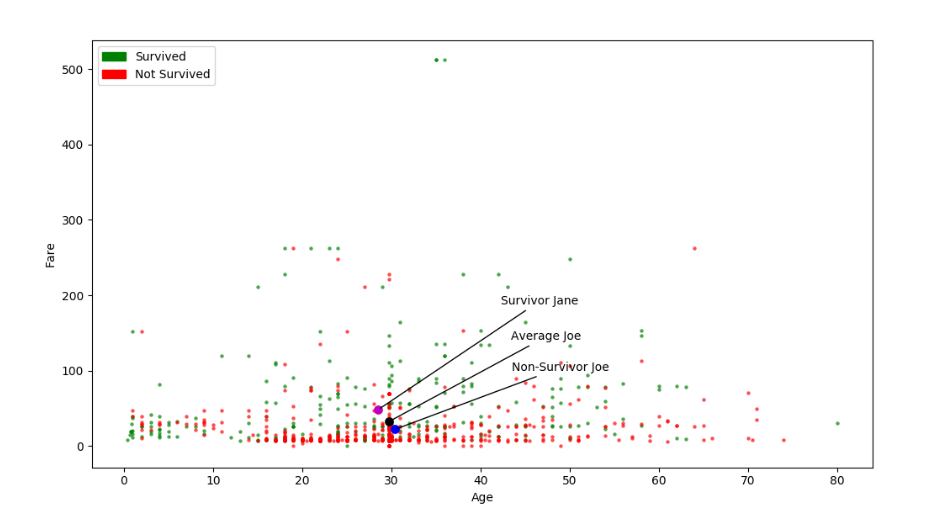 Survived
Not Survived
500
400
300
200
100
0
Fare
Survivor Jane
Average Joe
Non-Survivor Joe
0 10 20 30 40 50 60 70 80
Age